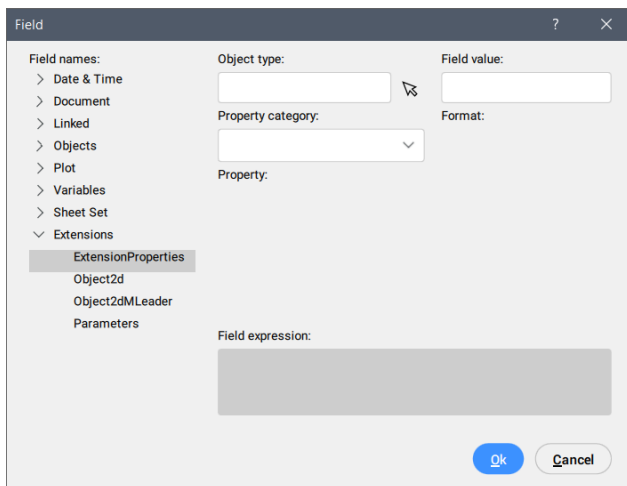 Field
Field names:
Date & Time
Document
Linked
Objects
Plot
Variables
Sheet Set
Extensions
ExtensionProperties
Object2d
Object2dMLeader
Parameters
Object type:
Field value:
Property category:
Format:
Property:
Field expression:
Ok
Cancel